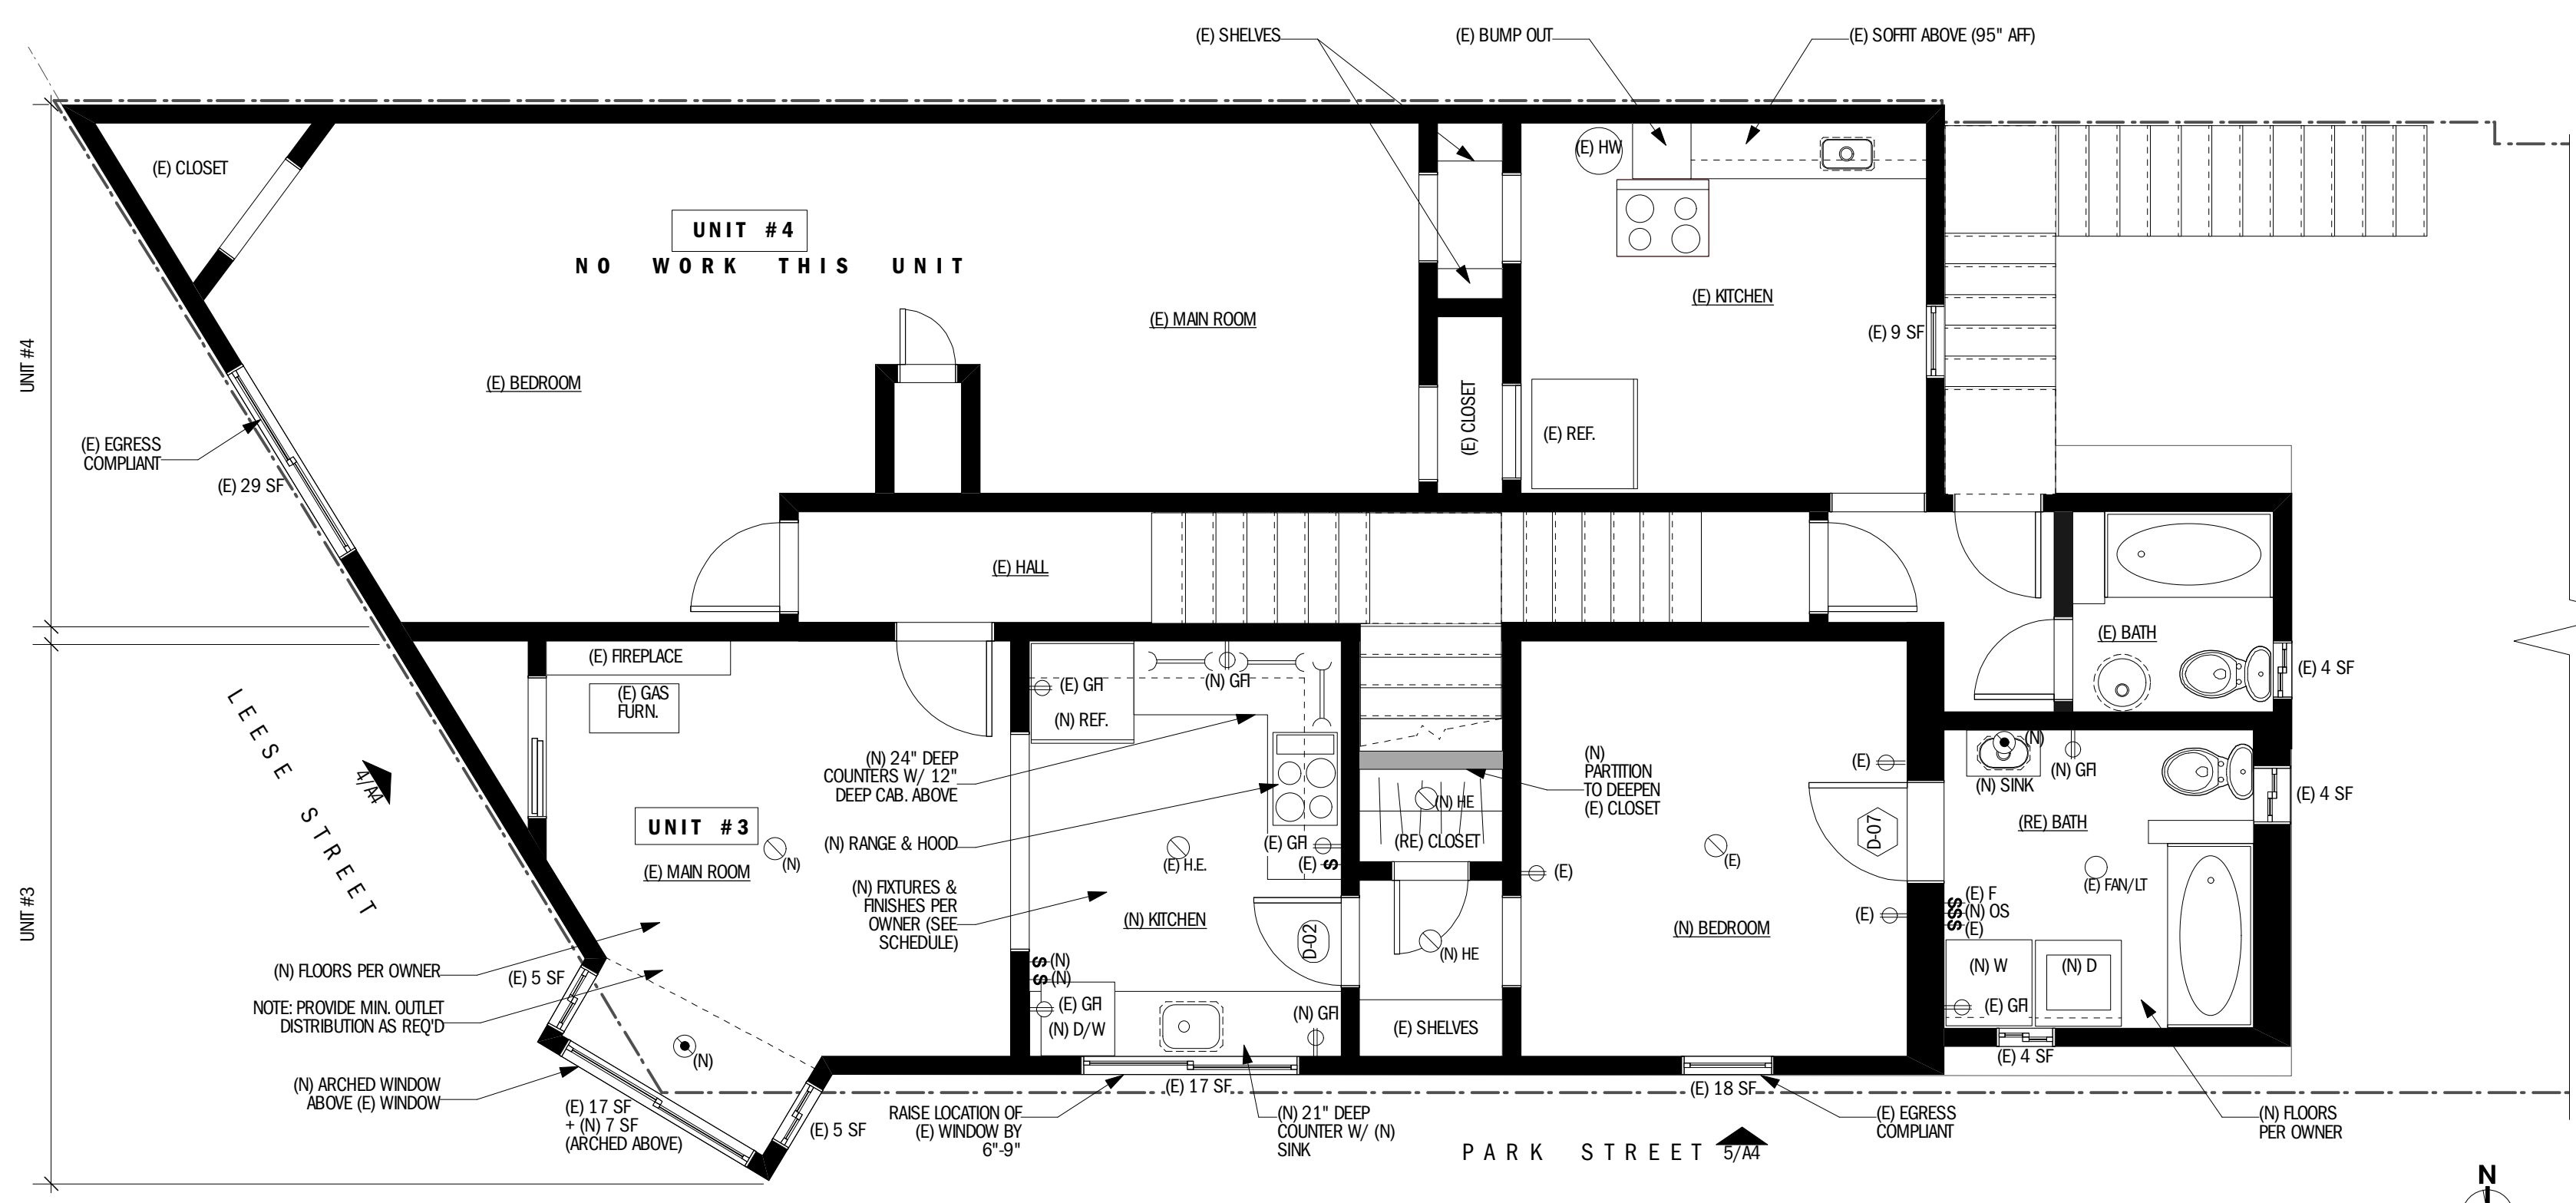 (E) SHELVES
(E) BUMP OUT
(E) SOFFIT ABOVE (95" AFF)
(E) CLOSET
(E) HW
UNIT #4
NO WORK THIS UNIT
(E) KITCHEN
(E) MAIN ROOM
(E) 9 SF
UNIT #4
(E) BEDROOM
(E) CLOSET
(E) REF.
(E) EGRESS
COMPLIANT
(E) 29 SF
(E) HALL
(E) BATH
(E) 4 SF
(E) FIREPLACE
(E) GAS
FURN.
(E) GFI
(N) GFI
(N) REF.
LEESE STREET
4/A4
(N) 24" DEEP
COUNTERS W/ 12"
DEEP CAB. ABOVE
(N)
PARTITION
TO DEEPEN
(E) CLOSET
(E)
(N)
(N) GFI
(N) SINK
(E) 4 SF
(N) HE
UNIT #3
(N) RANGE & HOOD
(E) GFI
(E) S
(RE) CLOSET
D-07
(RE) BATH
(N)
(E) MAIN ROOM
(E) H.E.
(E)
(E)
(E) FAN/LT
UNIT #3
(N) FIXTURES &
FINISHES PER
OWNER (SEE
SCHEDULE)
(N) KITCHEN
D-02
(N) HE
(N) BEDROOM
(E)
S (E) F
S (N) OS
S (E)
(N) FLOORS PER OWNER
(E) 5 SF
S (N)
S (N)
(N) W
(N) D
NOTE: PROVIDE MIN. OUTLET
DISTRIBUTION AS REQ'D
(E) GFI
(N) D/W
(N) GFI
(E) SHELVES
(E) GFI
(N)
(E) 4 SF
(N) ARCHED WINDOW
ABOVE (E) WINDOW
(E) 17 SF
+ (N) 7 SF
(ARCHED ABOVE)
(E) 5 SF
RAISE LOCATION OF
(E) WINDOW BY
6"-9"
(E) 17 SF
(N) 21" DEEP
COUNTER W/ (N)
SINK
(E) 18 SF
(E) EGRESS
COMPLIANT
(N) FLOORS
PER OWNER
PARK STREET
5/A4
N